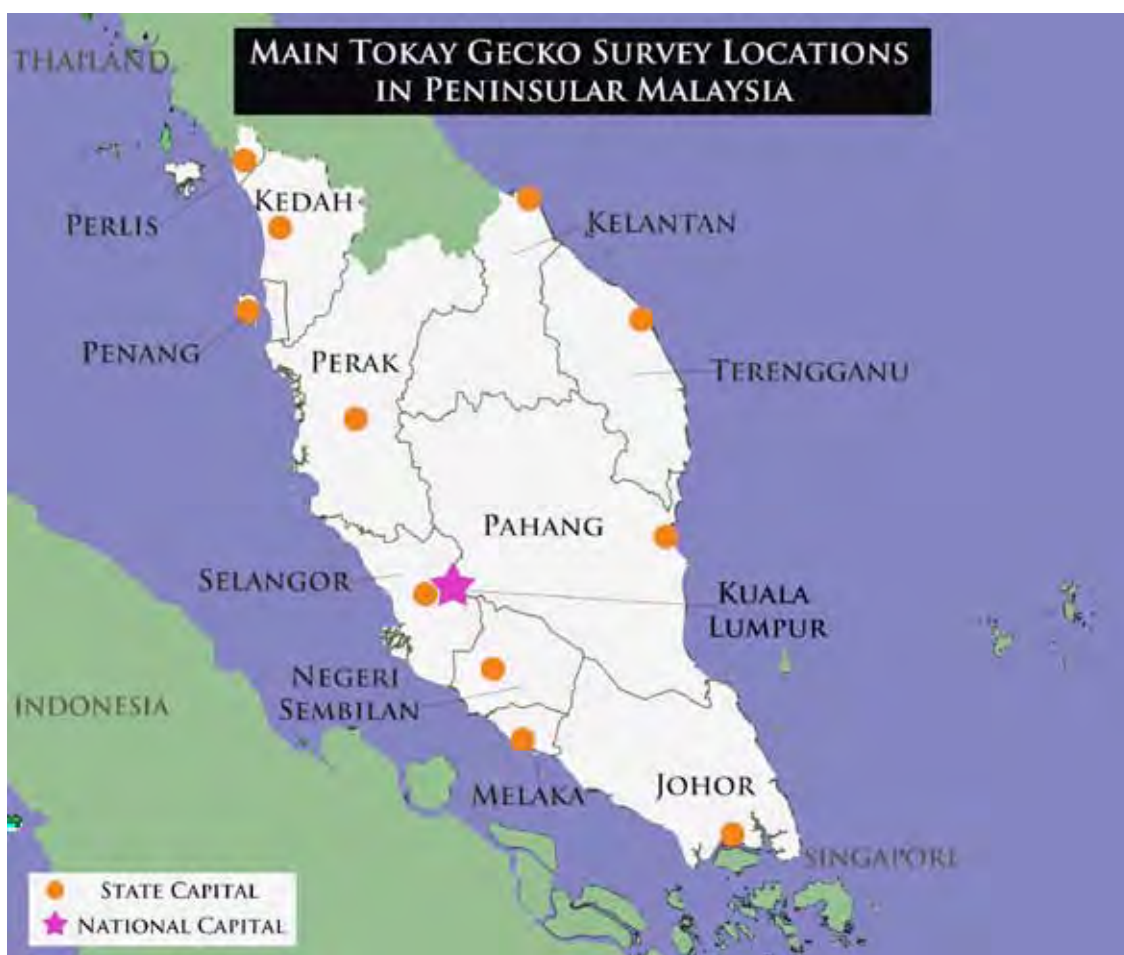 MAIN TOKAY GECKO SURVEY LOCATIONS
IN PENINSULAR MALAYSIA
THAILAND
KEDAH
PERLIS
KELANTAN
PENANG
PERAK
TERENGGANU
PAHANG
SELANGOR
KUALA
LUMPUR
NEGERI
SEMBILAN
INDONESIA
MELAKA
JOHOR
SINGAPORE
STATE CAPITAL
NATIONAL CAPITAL